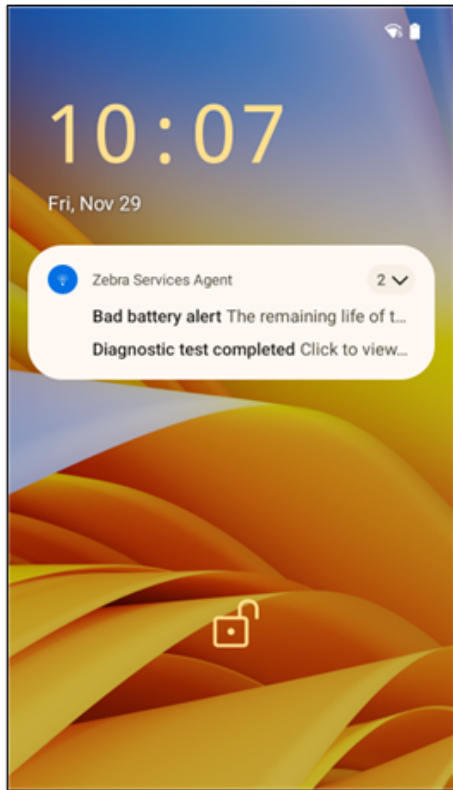 10:07
Fri, Nov 29
Zebra Services Agent 2
Bad battery alert The remaining life of t...
Diagnostic test completed Click to view...